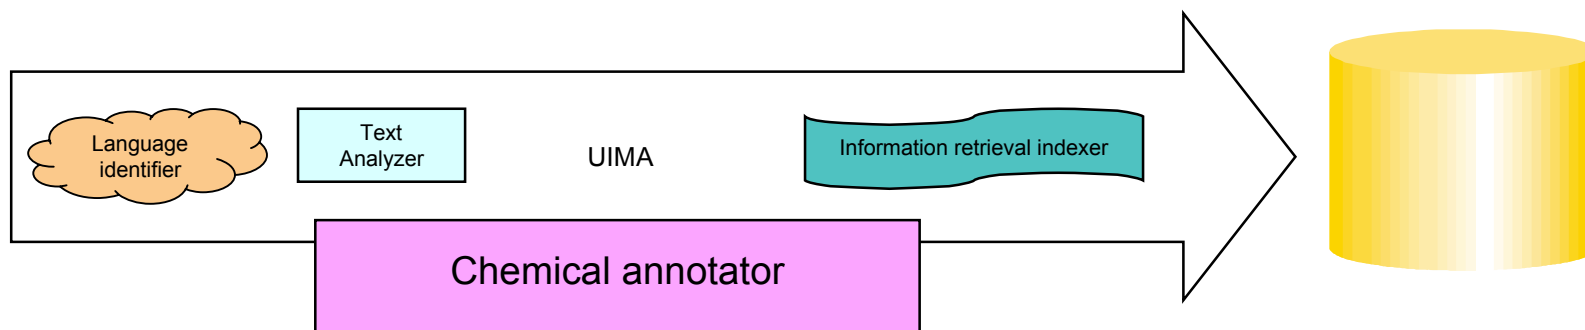 Language
identifier
Text
Analyzer
UIMA
Information retrieval indexer
Chemical annotator